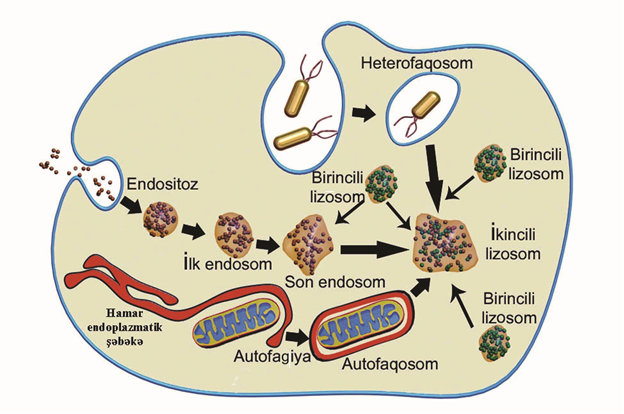 Heterofaqosom
Birincili
lizosom
Birincili
lizosom
Endositoz
İlk endosom
Son endosom
İkincili
lizosom
Hamar
endoplazmatik
şəbəkə
Autofagiya
Autofaqosom
Birincili
lizosom